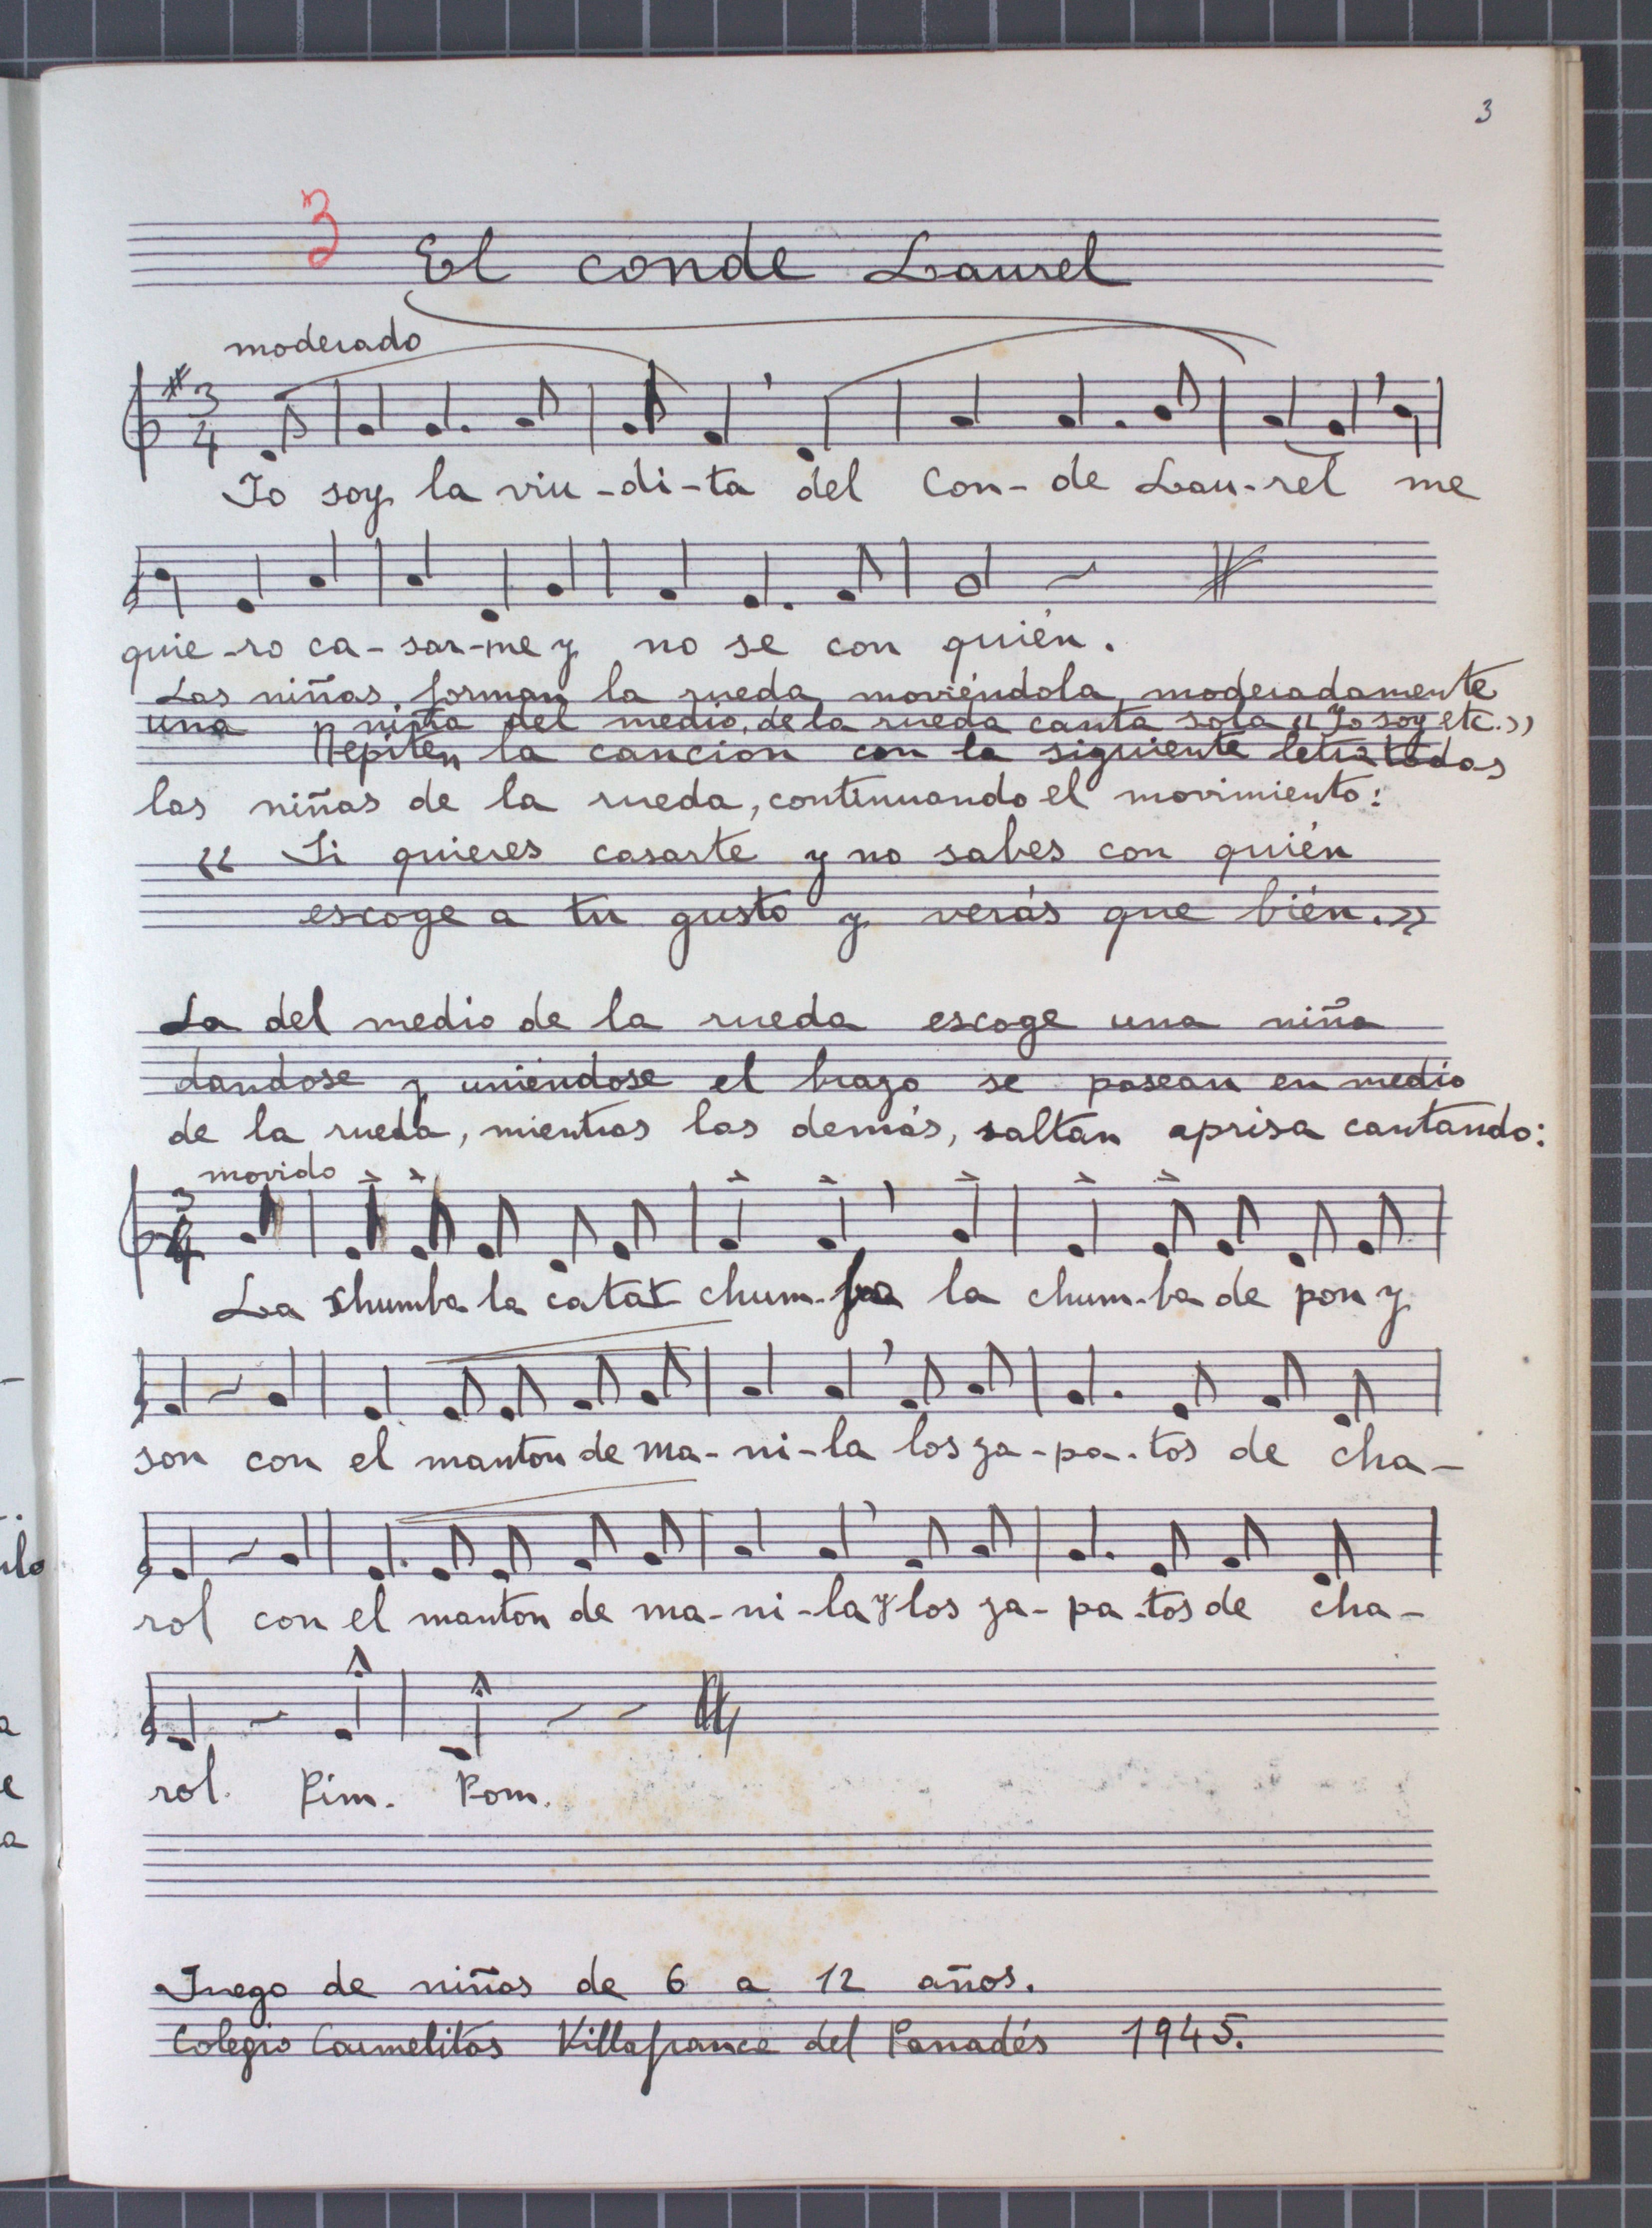 3
3
El conde Laurel
moderado
3
4
Yo soy la viu-di-ta del Con-de Lau-rel me
quie-ro ca-sar-me y no se con quién.
Las niñas forman la rueda moviéndola moderadamente
una niña del medio de la rueda canta sola «Yo soy etc.»
Repiten la cancion con la siguiente letra todas
las niñas de la rueda, continuando el movimiento:
« Si quieres casarte y no sabes con quién
escoge a tu gusto y verás que bién.»
La del medio de la rueda escoge una niña
dandose y uniendose el brazo se pasean en medio
de la rueda, mientras las demás, saltan aprisa cantando:
movido
3
4
La chumba la catat chum-ba la chum-ba de pon y
son con el manton de ma-ni-la los za-pa-tos de cha-
rol con el manton de ma-ni-la y los za-pa-tos de cha-
rol. Pim. Pom.
Juego de niñas de 6 a 12 años.
Colegio Carmelitas Villafranca del Panadés 1945.